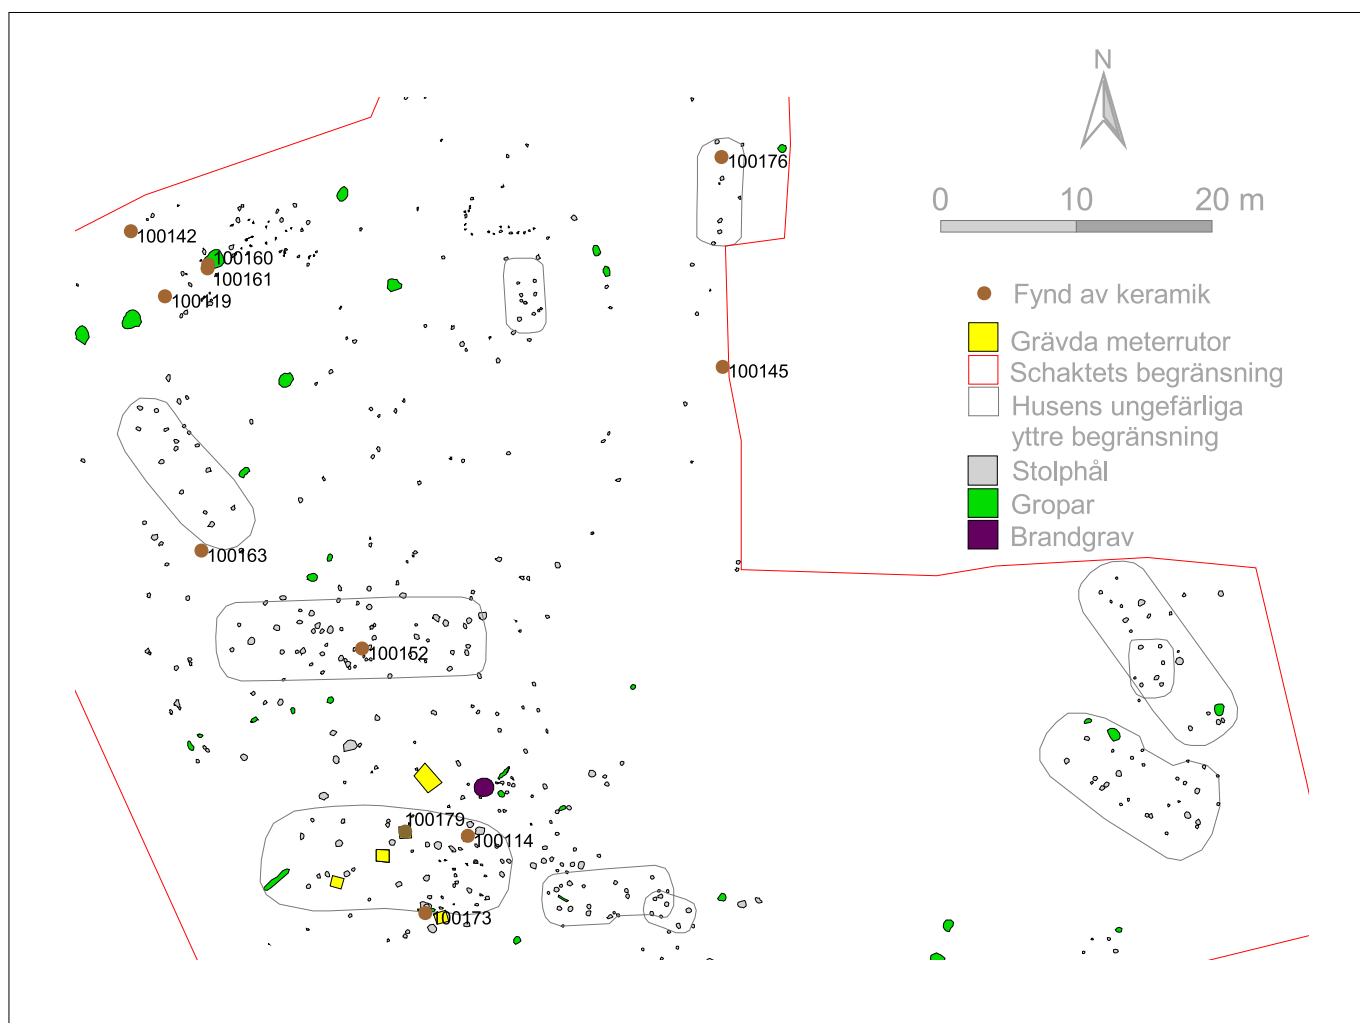 N
0 10 20 m
100176
100142
100160
100161
100119
Fynd av keramik
Grävda meterrutor
100145
Schaktets begränsning
Husens ungefärliga
yttre begränsning
Stolphål
Gropar
Brandgrav
100163
100152
100179
100114
100173